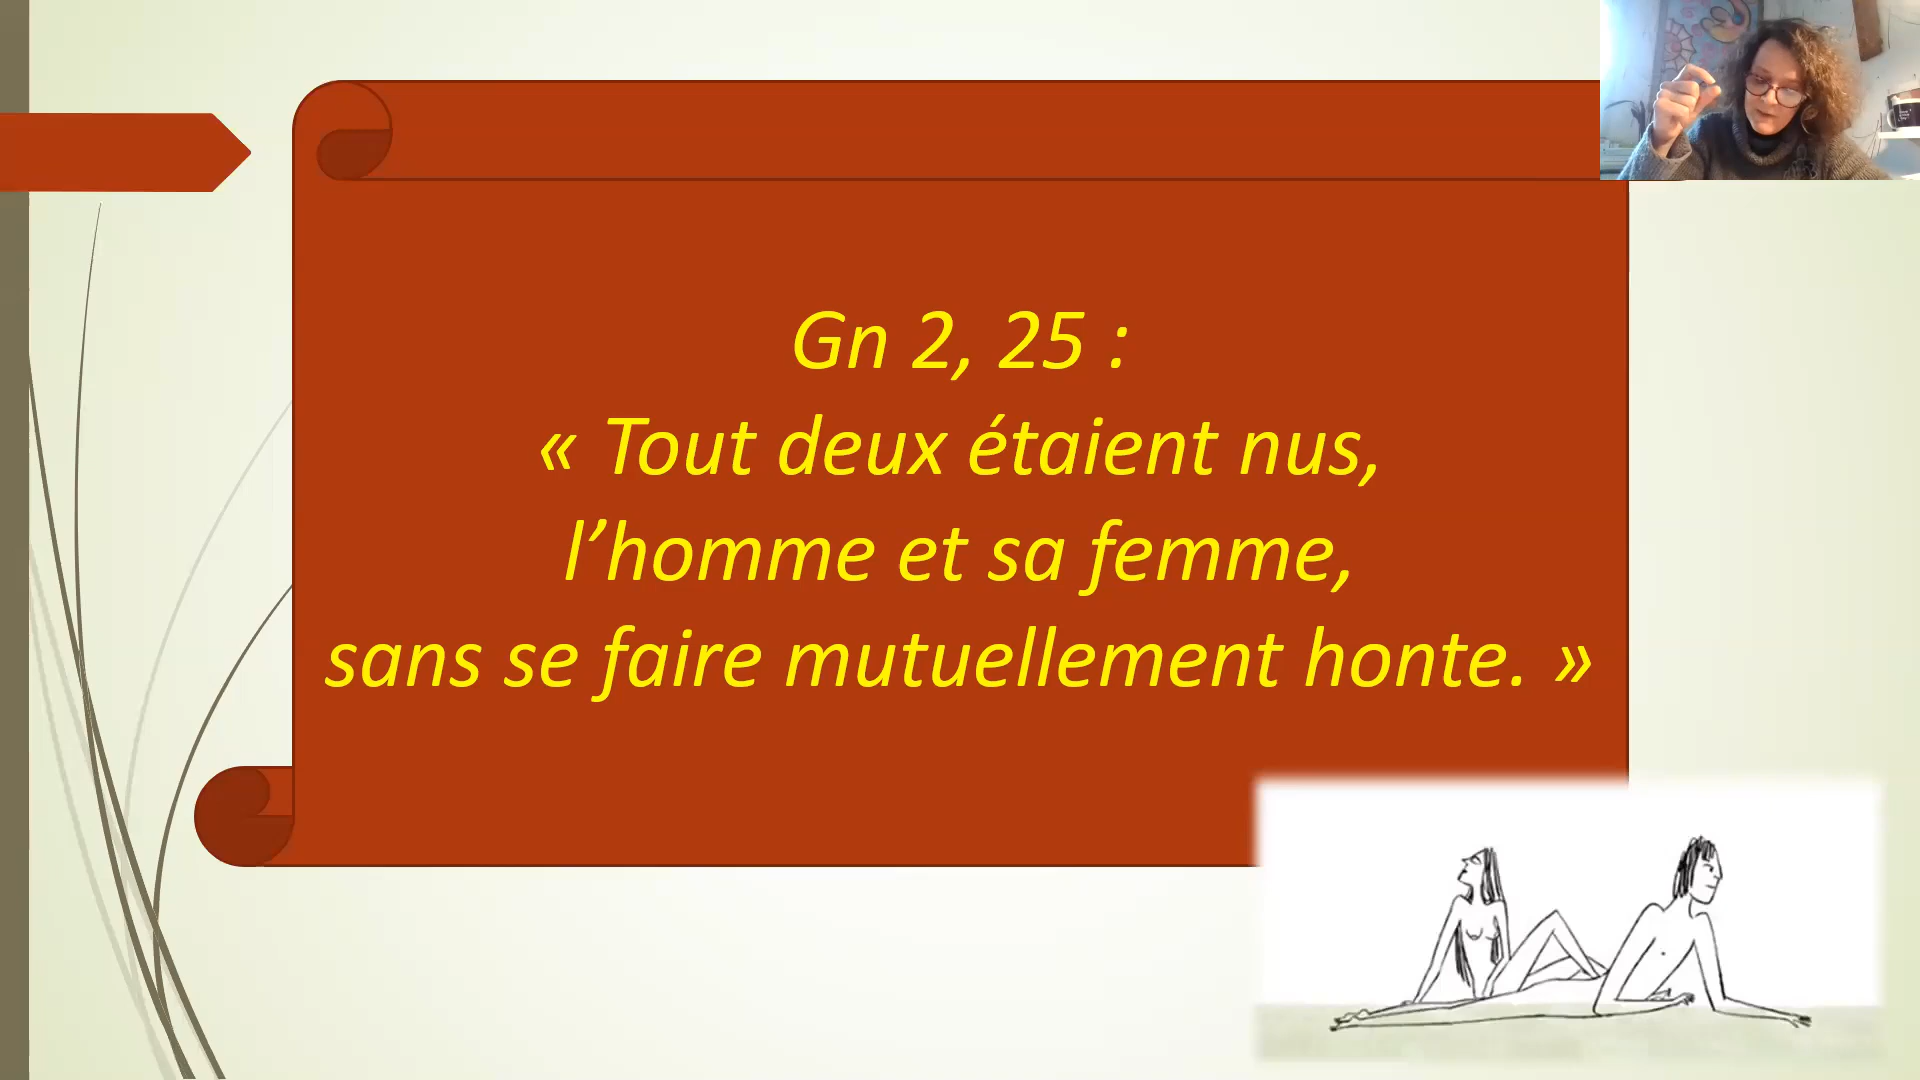 Gn 2, 25 :
« Tout deux étaient nus,
l’homme et sa femme,
sans se faire mutuellement honte. »